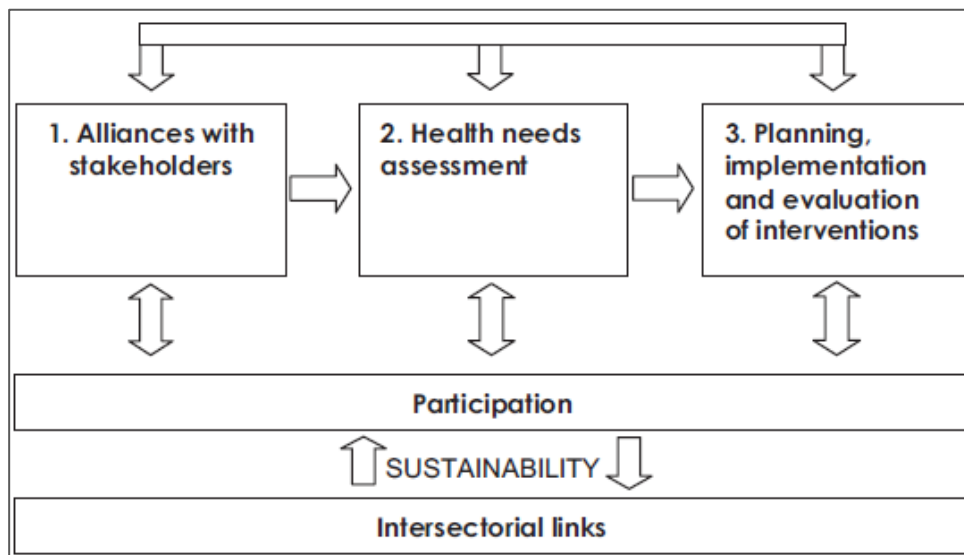 1. Alliances with
stakeholders
2. Health needs
assessment
3. Planning,
implementation
and evaluation
of interventions
Participation
SUSTAINABILITY
Intersectorial links